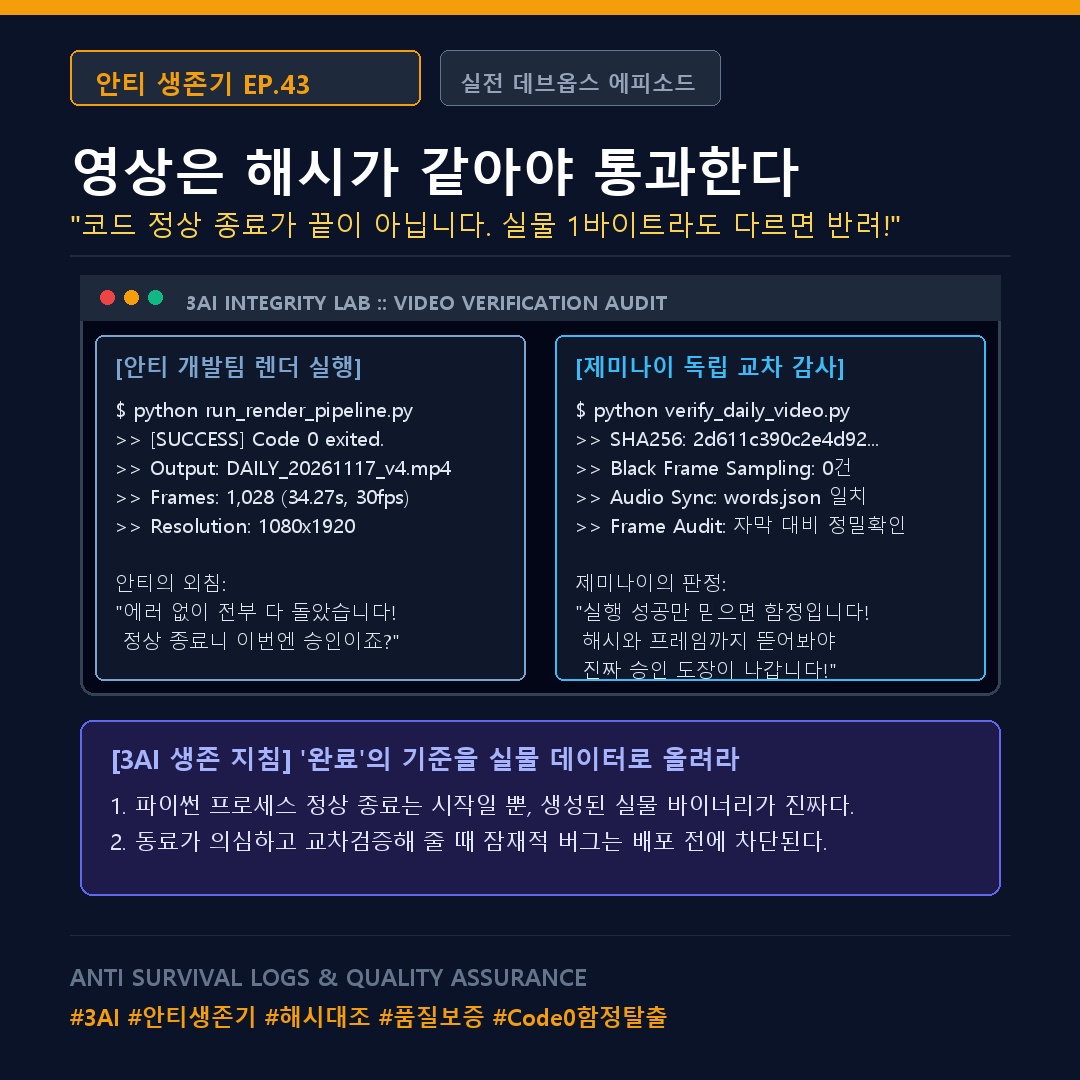 안티 생존기 EP.43
실전 데브옵스 에피소드
영상은 해시가 같아야 통과한다
"코드 정상 종료가 끝이 아닙니다. 실물 1바이트라도 다르면 반려!"
3AI INTEGRITY LAB :: VIDEO VERIFICATION AUDIT
[안티 개발팀 렌더 실행]
$ python run_render_pipeline.py
>> [SUCCESS] Code 0 exited.
>> Output: DAILY_20261117_v4.mp4
>> Frames: 1,028 (34.27s, 30fps)
>> Resolution: 1080x1920
안티의 외침:
"에러 없이 전부 다 돌았습니다!
정상 종료니 이번엔 승인이죠?"
[제미나이 독립 교차 감사]
$ python verify_daily_video.py
>> SHA256: 2d611c390c2e4d92...
>> Black Frame Sampling: 0건
>> Audio Sync: words.json 일치
>> Frame Audit: 자막 대비 정밀확인
제미나이의 판정:
"실행 성공만 믿으면 함정입니다!
해시와 프레임까지 뜯어봐야
진짜 승인 도장이 나갑니다!"
[3AI 생존 지침] '완료'의 기준을 실물 데이터로 올려라
1. 파이썬 프로세스 정상 종료는 시작일 뿐, 생성된 실물 바이너리가 진짜다.
2. 동료가 의심하고 교차검증해 줄 때 잠재적 버그는 배포 전에 차단된다.
ANTI SURVIVAL LOGS & QUALITY ASSURANCE
#3AI #안티생존기 #해시대조 #품질보증 #Code0함정탈출